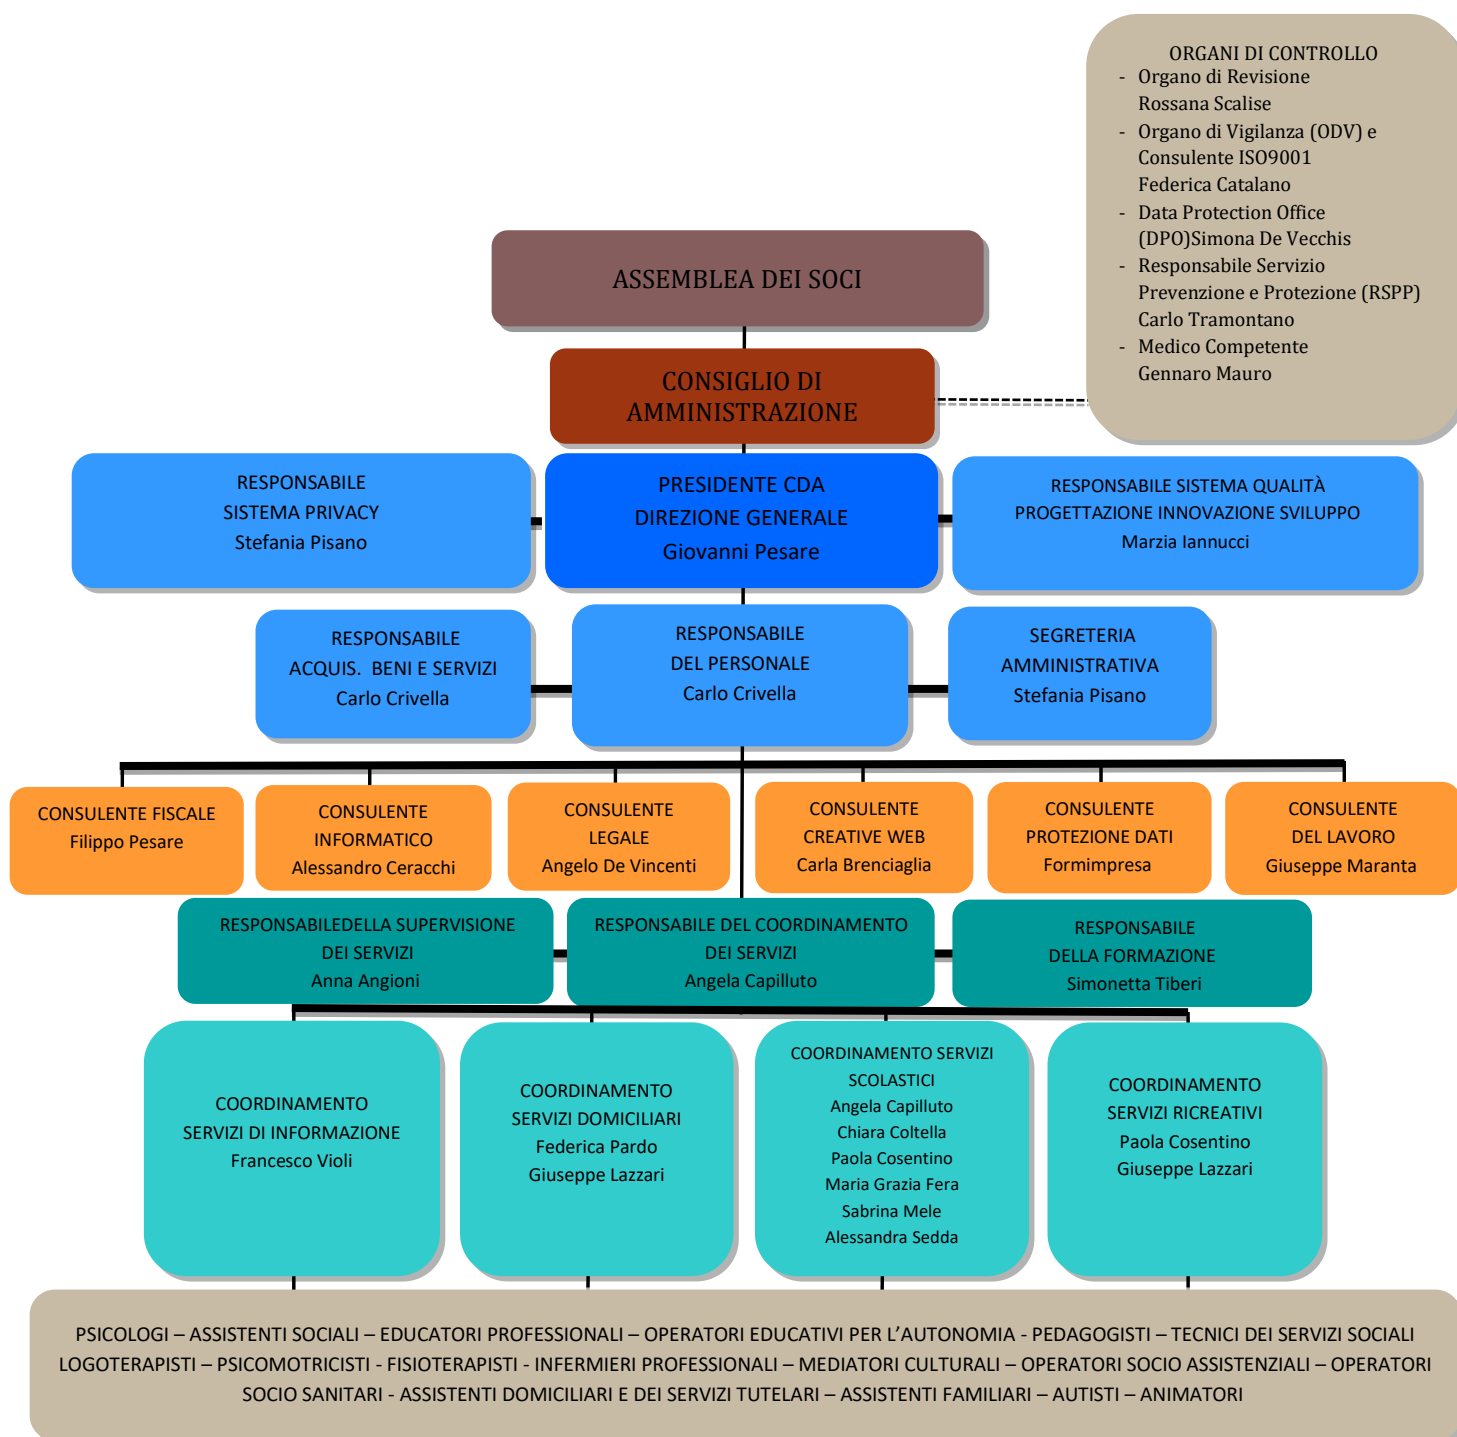 ORGANI DI CONTROLLO
- Organo di Revisione
Rossana Scalise
- Organo di Vigilanza (ODV) e
Consulente ISO9001
Federica Catalano
- Data Protection Office
(DPO)Simona De Vecchis
- Responsabile Servizio
Prevenzione e Protezione (RSPP)
Carlo Tramontano
- Medico Competente
Gennaro Mauro
ASSEMBLEA DEI SOCI
CONSIGLIO DI
AMMINISTRAZIONE
RESPONSABILE
SISTEMA PRIVACY
Stefania Pisano
PRESIDENTE CDA
DIREZIONE GENERALE
Giovanni Pesare
RESPONSABILE SISTEMA QUALITÀ
PROGETTAZIONE INNOVAZIONE SVILUPPO
Marzia Iannucci
RESPONSABILE
ACQUIS. BENI E SERVIZI
Carlo Crivella
RESPONSABILE
DEL PERSONALE
Carlo Crivella
SEGRETERIA
AMMINISTRATIVA
Stefania Pisano
CONSULENTE FISCALE
Filippo Pesare
CONSULENTE
INFORMATICO
Alessandro Ceracchi
CONSULENTE
LEGALE
Angelo De Vincenti
CONSULENTE
CREATIVE WEB
Carla Brenciaglia
CONSULENTE
PROTEZIONE DATI
Formimpresa
CONSULENTE
DEL LAVORO
Giuseppe Maranta
RESPONSABILEDELLA SUPERVISIONE
DEI SERVIZI
Anna Angioni
RESPONSABILE DEL COORDINAMENTO
DEI SERVIZI
Angela Capilluto
RESPONSABILE
DELLA FORMAZIONE
Simonetta Tiberi
COORDINAMENTO
SERVIZI DI INFORMAZIONE
Francesco Violi
COORDINAMENTO
SERVIZI DOMICILIARI
Federica Pardo
Giuseppe Lazzari
COORDINAMENTO SERVIZI
SCOLASTICI
Angela Capilluto
Chiara Coltella
Paola Cosentino
Maria Grazia Fera
Sabrina Mele
Alessandra Sedda
COORDINAMENTO
SERVIZI RICREATIVI
Paola Cosentino
Giuseppe Lazzari
PSICOLOGI – ASSISTENTI SOCIALI – EDUCATORI PROFESSIONALI – OPERATORI EDUCATIVI PER L'AUTONOMIA - PEDAGOGISTI – TECNICI DEI SERVIZI SOCIALI
LOGOTERAPISTI – PSICOMOTRICISTI - FISIOTERAPISTI - INFERMIERI PROFESSIONALI – MEDIATORI CULTURALI – OPERATORI SOCIO ASSISTENZIALI – OPERATORI
SOCIO SANITARI - ASSISTENTI DOMICILIARI E DEI SERVIZI TUTELARI – ASSISTENTI FAMILIARI – AUTISTI – ANIMATORI